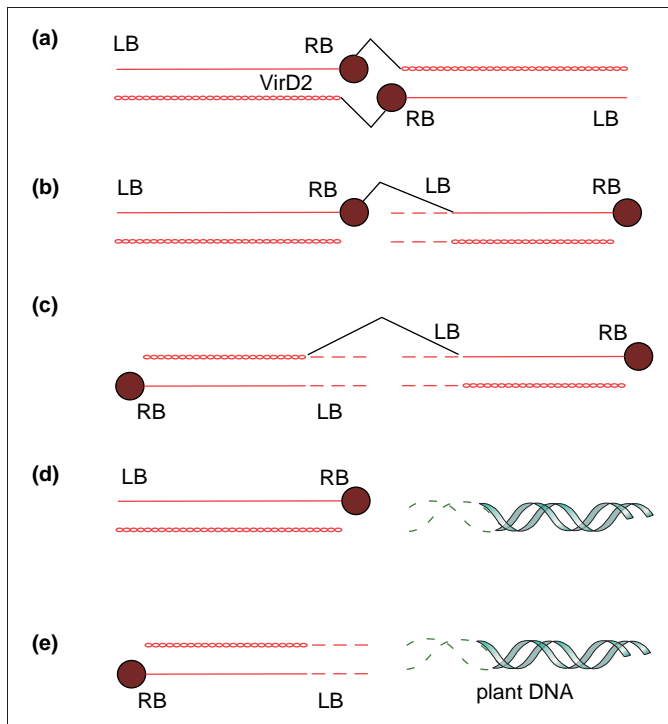 (a)
LB RB
VirD2
RB LB
(b)
LB RB LB RB
(c)
LB RB
RB LB
(d)
LB RB
(e)
RB LB plant DNA